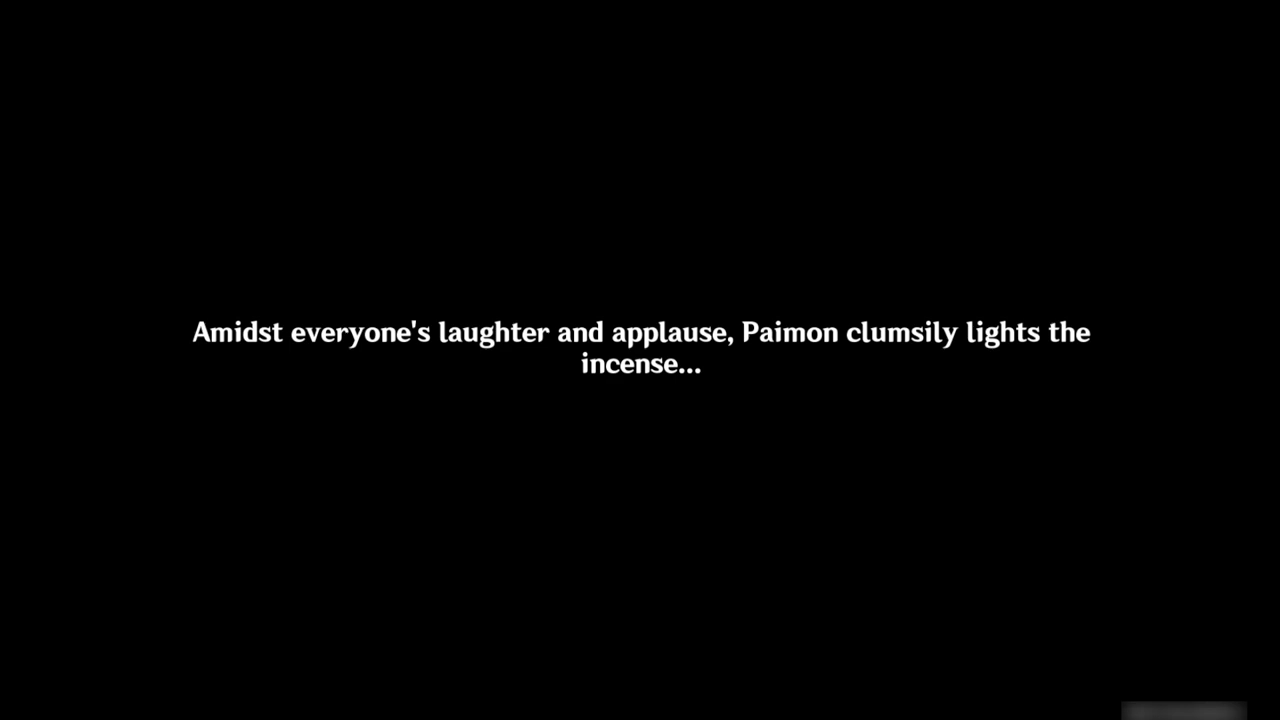 Amidst everyone's laughter and applause, Paimon clumsily lights the
incense...